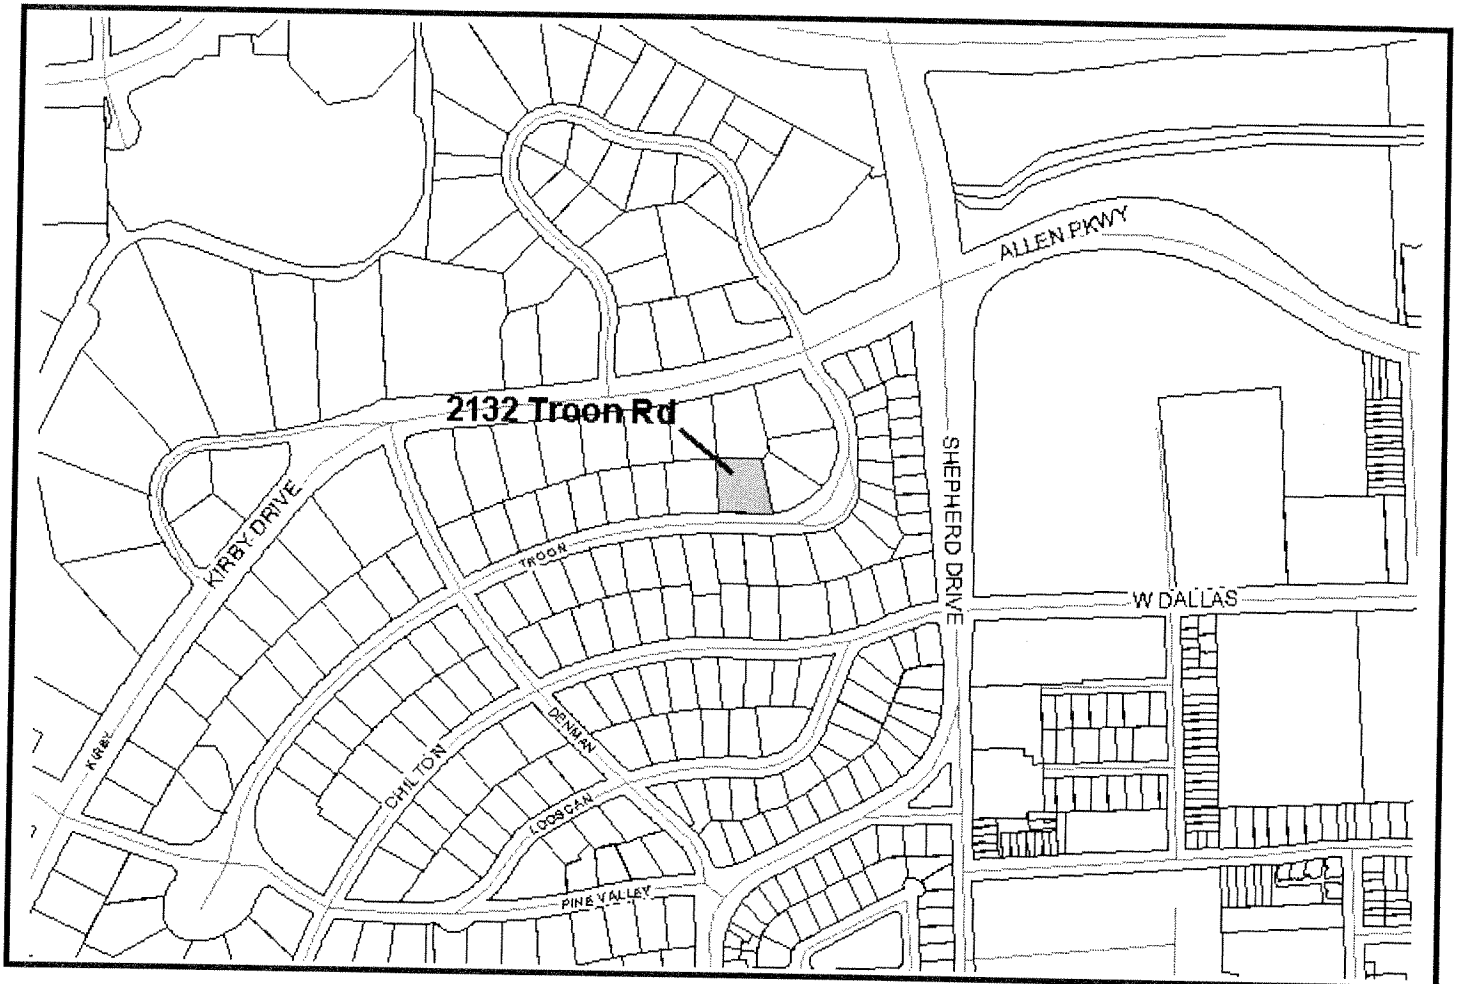 ALLEN PKWY
2132 Troon Rd
SHEPHERD DRIVE
KIRBY DRIVE
TROON
W DALLAS
DENMAN
KIRBY
CHILTON
LOOSCAN
PINE VALLEY